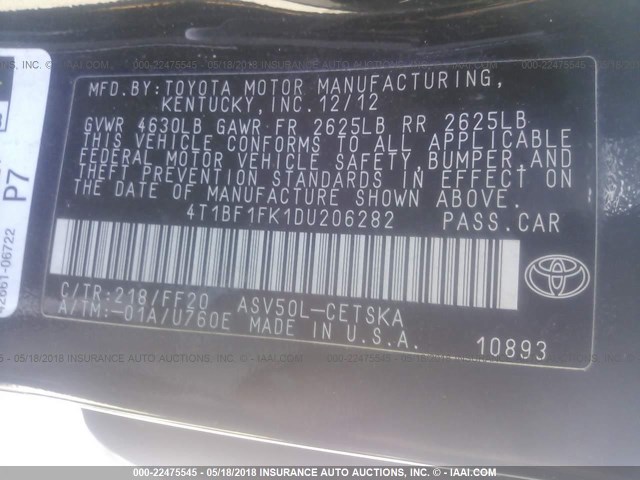 MFD.BY:TOYOTA MOTOR MANUFACTURING,
KENTUCKY,INC.12/12
GVWR 4630LB GAWR FR 2625LB RR 2625LB
THIS VEHICLE CONFORMS TO ALL APPLICABLE
FEDERAL MOTOR VEHICLE SAFETY,BUMPER,AND
THEFT PREVENTION STANDARDS IN EFFECT ON
THE DATE OF MANUFACTURE SHOWN ABOVE.
4T1BF1FK1DU206282 PASS.CAR
C/TR:218/FF20 ASV50L-CETSKA
A/TM:-01A/U760E MADE IN U.S.A.
10893
42661-06722
P7
000-22475545 - 05/18/2018 INSURANCE AUTO AUCTIONS, INC. - © - IAAI.COM